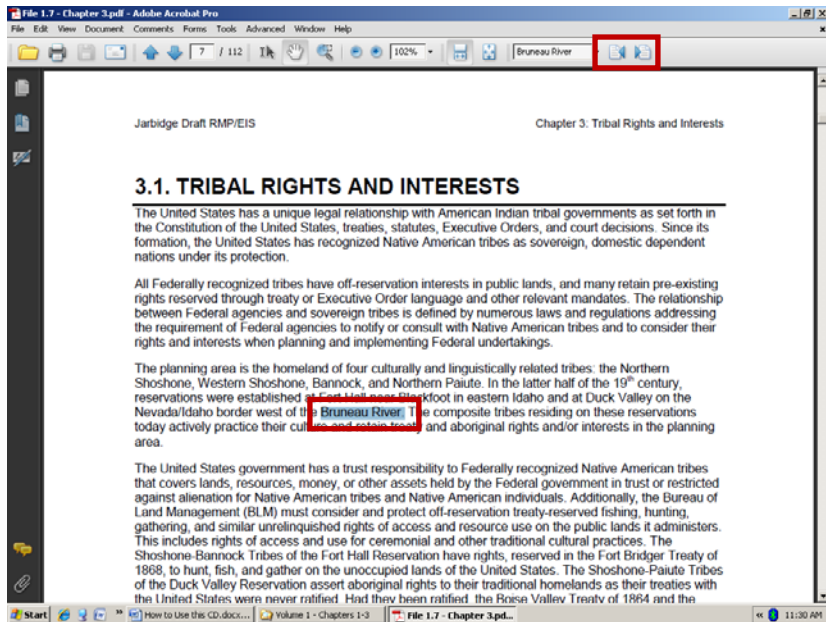 File 1.7 - Chapter 3.pdf - Adobe Acrobat Pro
File Edit View Document Comments Forms Tools Advanced Window Help
7 / 112 102% Bruneau River
Jarbidge Draft RMP/EIS Chapter 3: Tribal Rights and Interests
3.1. TRIBAL RIGHTS AND INTERESTS
The United States has a unique legal relationship with American Indian tribal governments as set forth in
the Constitution of the United States, treaties, statutes, Executive Orders, and court decisions. Since its
formation, the United States has recognized Native American tribes as sovereign, domestic dependent
nations under its protection.
All Federally recognized tribes have off-reservation interests in public lands, and many retain pre-existing
rights reserved through treaty or Executive Order language and other relevant mandates. The relationship
between Federal agencies and sovereign tribes is defined by numerous laws and regulations addressing
the requirement of Federal agencies to notify or consult with Native American tribes and to consider their
rights and interests when planning and implementing Federal undertakings.
The planning area is the homeland of four culturally and linguistically related tribes: the Northern
Shoshone, Western Shoshone, Bannock, and Northern Paiute. In the latter half of the 19th century,
reservations were established at Fort Hall near Blackfoot in eastern Idaho and at Duck Valley on the
Nevada/Idaho border west of the Bruneau River. The composite tribes residing on these reservations
today actively practice their culture and retain treaty and aboriginal rights and/or interests in the planning
area.
The United States government has a trust responsibility to Federally recognized Native American tribes
that covers lands, resources, money, or other assets held by the Federal government in trust or restricted
against alienation for Native American tribes and Native American individuals. Additionally, the Bureau of
Land Management (BLM) must consider and protect off-reservation treaty-reserved fishing, hunting,
gathering, and similar unrelinquished rights of access and resource use on the public lands it administers.
This includes rights of access and use for ceremonial and other traditional cultural practices. The
Shoshone-Bannock Tribes of the Fort Hall Reservation have rights, reserved in the Fort Bridger Treaty of
1868, to hunt, fish, and gather on the unoccupied lands of the United States. The Shoshone-Paiute Tribes
of the Duck Valley Reservation assert aboriginal rights to their traditional homelands as their treaties with
the United States were never ratified. Had they been ratified, the Boise Valley Treaty of 1864 and the
Start How to Use this CD.docx... Volume 1 - Chapters 1-3 File 1.7 - Chapter 3.pd... 11:30 AM